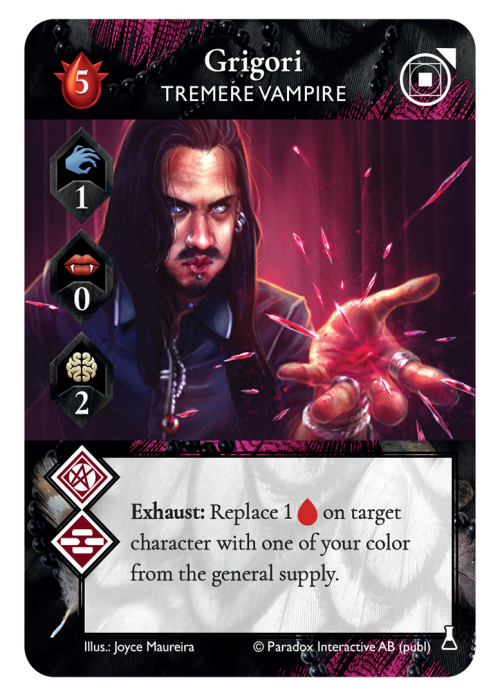 Grigori
5
TREMERE VAMPIRE
1
0
2
Exhaust: Replace 1 on target
character with one of your color
from the general supply.
Illus.: Joyce Maureira © Paradox Interactive AB (publ)